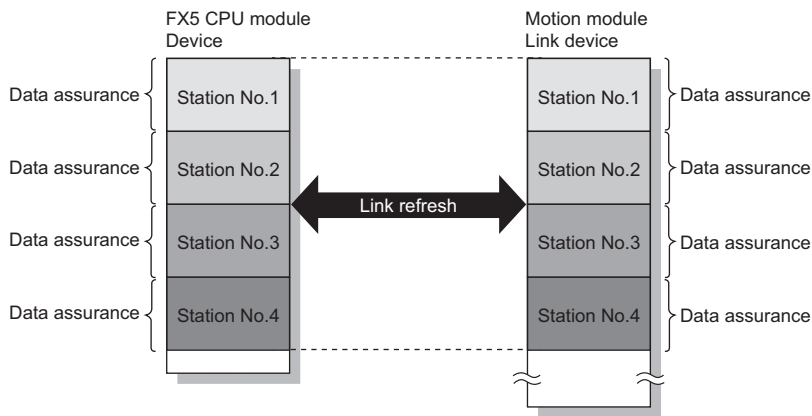 FX5 CPU module
Device
Motion module
Link device
Data assurance
Station No.1
Station No.1
Data assurance
Data assurance
Station No.2
Station No.2
Data assurance
Link refresh
Data assurance
Station No.3
Station No.3
Data assurance
Data assurance
Station No.4
Station No.4
Data assurance